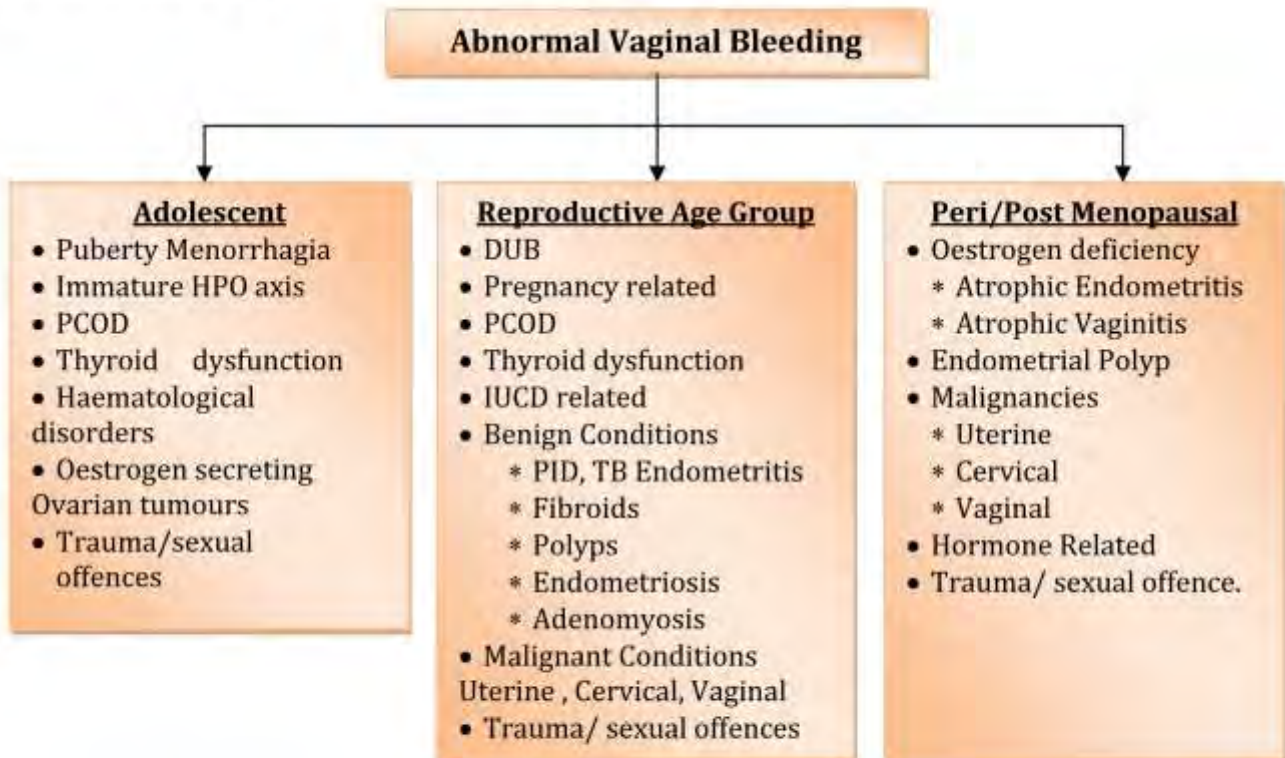 Abnormal Vaginal Bleeding
Adolescent
• Puberty Menorrhagia
• Immature HPO axis
• PCOD
• Thyroid dysfunction
• Haematological
disorders
• Oestrogen secreting
Ovarian tumours
• Trauma/sexual
offences
Reproductive Age Group
• DUB
• Pregnancy related
• PCOD
• Thyroid dysfunction
• IUCD related
• Benign Conditions
* PID, TB Endometritis
* Fibroids
* Polyps
* Endometriosis
* Adenomyosis
• Malignant Conditions
Uterine , Cervical, Vaginal
• Trauma/ sexual offences
Peri/Post Menopausal
• Oestrogen deficiency
* Atrophic Endometritis
* Atrophic Vaginitis
• Endometrial Polyp
• Malignancies
* Uterine
* Cervical
* Vaginal
• Hormone Related
• Trauma/ sexual offence.